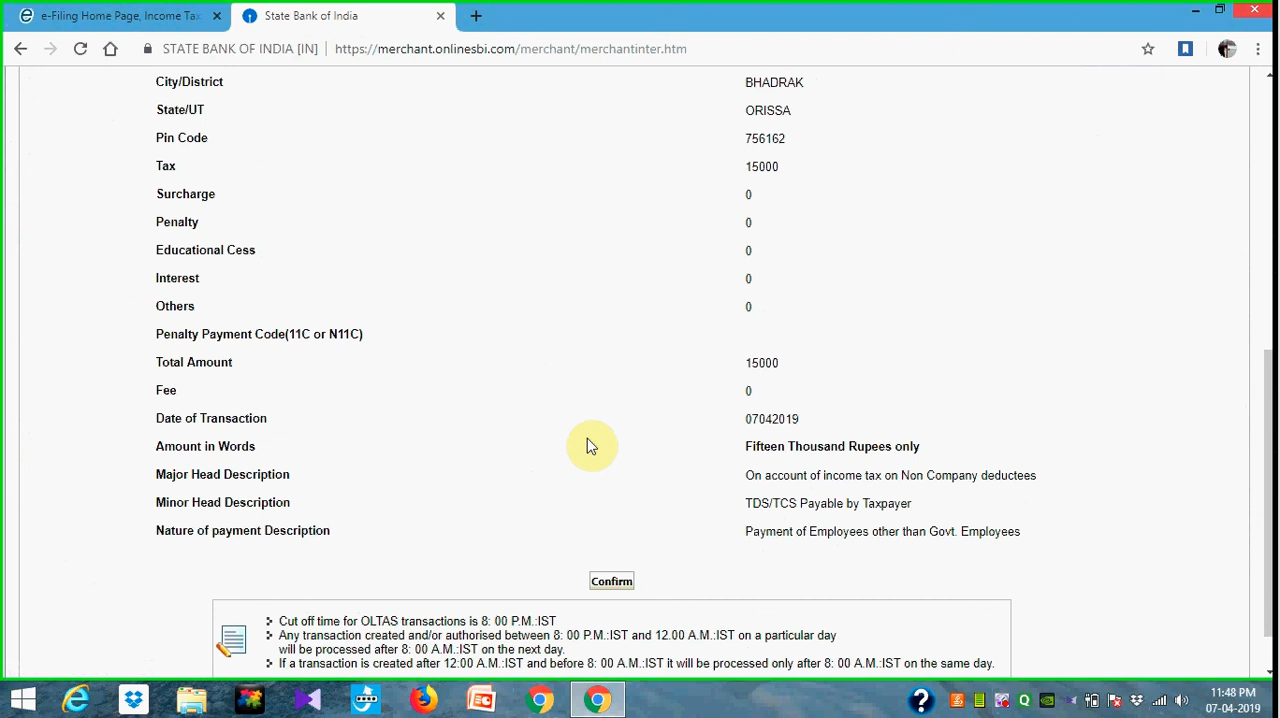 e-Filing Home Page, Income Tax
State Bank of India
STATE BANK OF INDIA [IN]
https://merchant.onlinesbi.com/merchant/merchantinter.htm
City/District BHADRAK
State/UT ORISSA
Pin Code 756162
Tax 15000
Surcharge 0
Penalty 0
Educational Cess 0
Interest 0
Others 0
Penalty Payment Code(11C or N11C)
Total Amount 15000
Fee 0
Date of Transaction 07042019
Amount in Words Fifteen Thousand Rupees only
Major Head Description On account of income tax on Non Company deductees
Minor Head Description TDS/TCS Payable by Taxpayer
Nature of payment Description Payment of Employees other than Govt. Employees
Confirm
Cut off time for OLTAS transactions is 8: 00 P.M.:IST
Any transaction created and/or authorised between 8: 00 P.M.:IST and 12.00 A.M.:IST on a particular day
will be processed after 8: 00 A.M.:IST on the next day.
If a transaction is created after 12:00 A.M.:IST and before 8: 00 A.M.:IST it will be processed only after 8: 00 A.M.:IST on the same day.
11:48 PM
07-04-2019